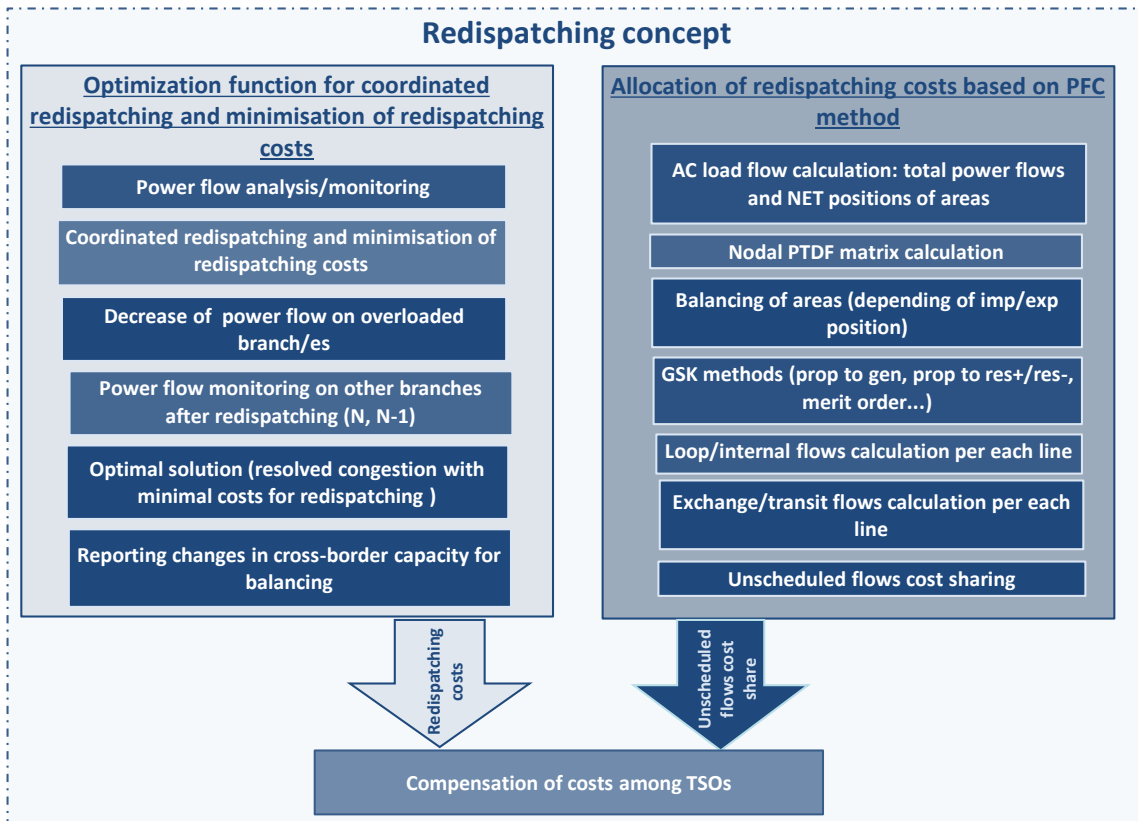 Redispatching concept
Optimization function for coordinated
redispatching and minimisation of redispatching
costs
Power flow analysis/monitoring
Coordinated redispatching and minimisation of
redispatching costs
Decrease of  power flow on overloaded
branch/es
Power flow monitoring on other branches
after redispatching (N, N-1)
Optimal solution (resolved congestion with
minimal costs for redispatching )
Reporting changes in cross-border capacity for
balancing
Redispatching
costs
Allocation of redispatching costs based on PFC
method
AC load flow calculation: total power flows
and NET positions of areas
Nodal PTDF matrix calculation
Balancing of areas (depending of imp/exp
position)
GSK methods (prop to gen, prop to res+/res-,
merit order...)
Loop/internal flows calculation per each line
Exchange/transit flows calculation per each
line
Unscheduled flows cost sharing
Unscheduled
flows cost
share
Compensation of costs among TSOs